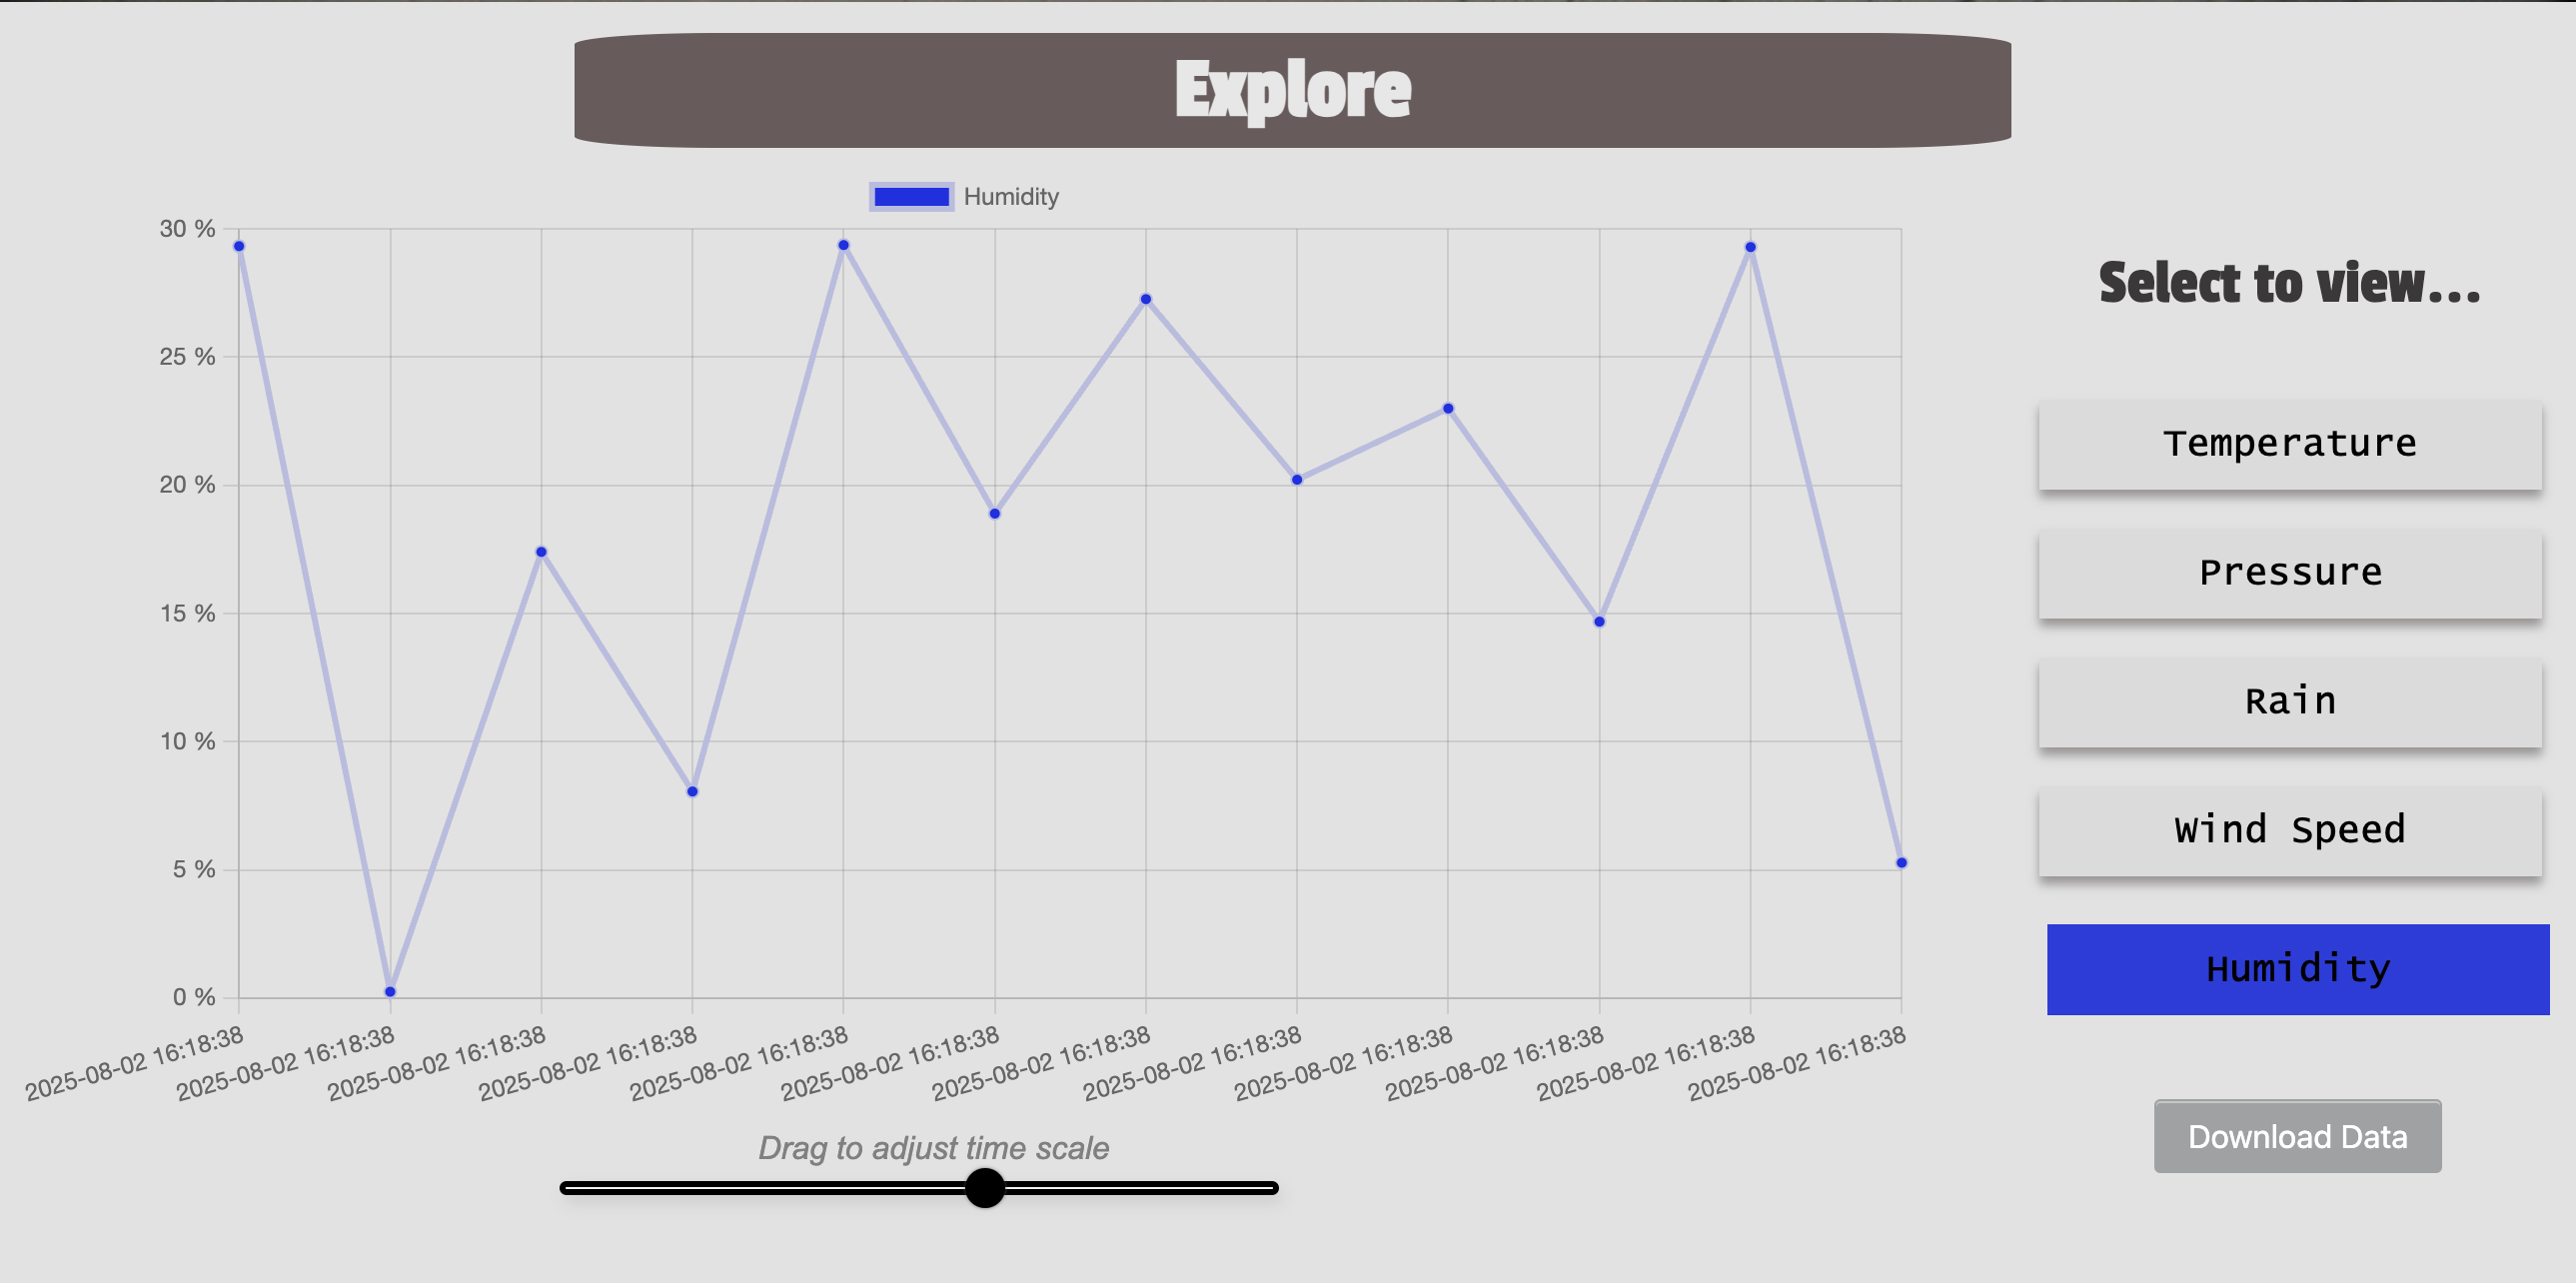 Explore
Humidity
30 %
25 %
20 %
15 %
10 %
5 %
0 %
2025-08-02 16:18:38
2025-08-02 16:18:38
2025-08-02 16:18:38
2025-08-02 16:18:38
2025-08-02 16:18:38
2025-08-02 16:18:38
2025-08-02 16:18:38
2025-08-02 16:18:38
2025-08-02 16:18:38
2025-08-02 16:18:38
2025-08-02 16:18:38
2025-08-02 16:18:38
Drag to adjust time scale
Select to view...
Temperature
Pressure
Rain
Wind Speed
Humidity
Download Data